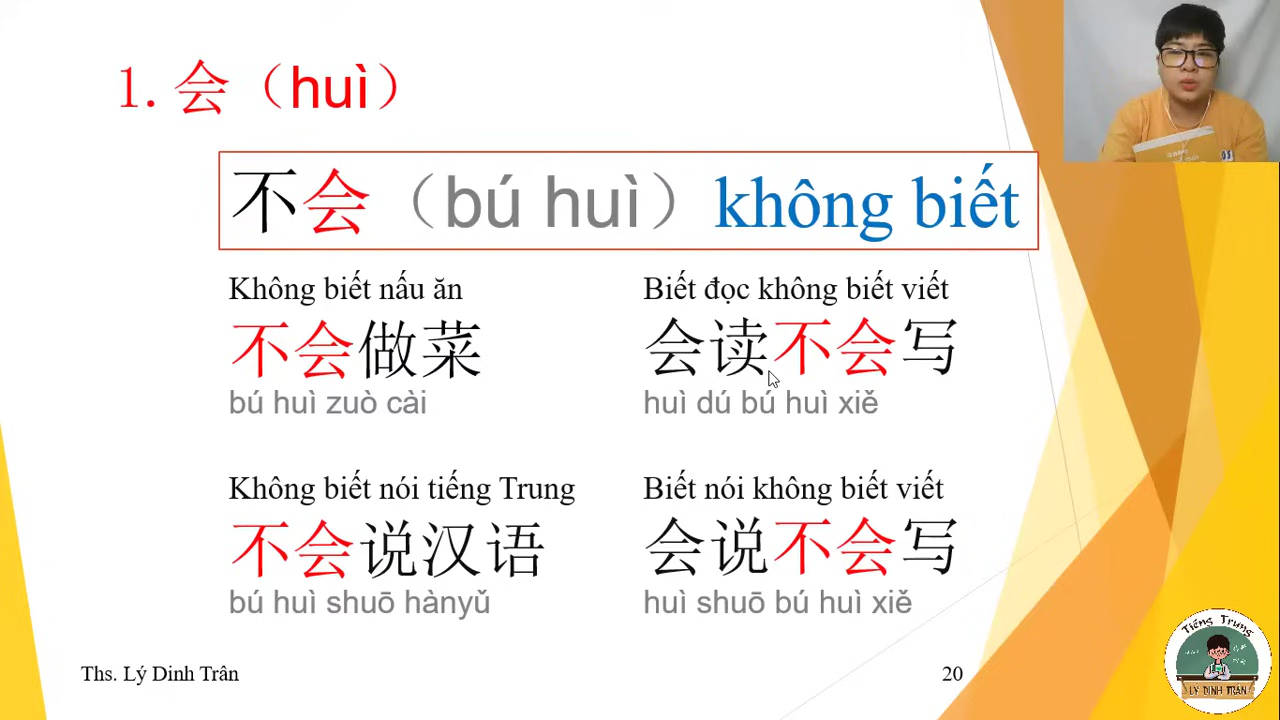 1. 会（huì）
不会（bú huì）không biết
Không biết nấu ăn
不会做菜
bú huì zuò cài
Biết đọc không biết viết
会读不会写
huì dú bú huì xiě
Không biết nói tiếng Trung
不会说汉语
bú huì shuō hànyǔ
Biết nói không biết viết
会说不会写
huì shuō bú huì xiě
Ths. Lý Dinh Trân
20
Tiếng Trung
LÝ DINH TRÂN